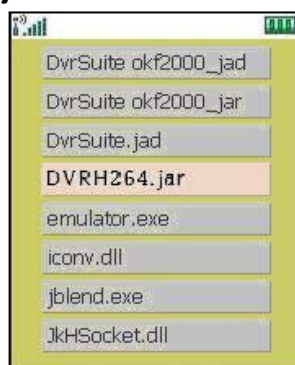 DvrSuite okf2000_jad
DvrSuite okf2000_jar
DvrSuite.jad
DVRH264.jar
emulator.exe
iconv.dll
jblend.exe
JkHSocket.dll